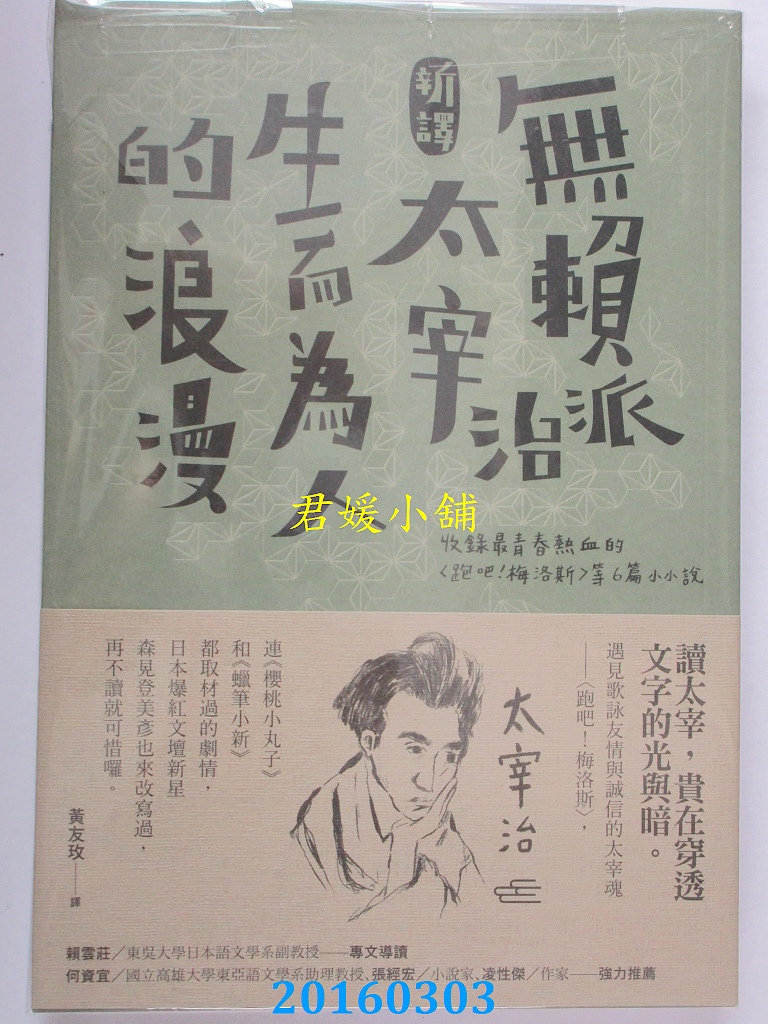 無賴派
新譯
太宰治
生而為人
的浪漫
收錄最青春熱血的
〈跑吧！梅洛斯〉等6篇小小說
君媛小舖
讀太宰，貴在穿透
文字的光與暗。
遇見歌詠友情與誠信的太宰魂
——〈跑吧！梅洛斯〉，
太宰治
連《櫻桃小丸子》
和《蠟筆小新》
都取材過的劇情，
日本爆紅文壇新星
森見登美彥也來改寫過，
再不讀就可惜囉。
黃友玫——譯
賴雲莊／東吳大學日本語文學系副教授——專文導讀
何資宜／國立高雄大學東亞語文學系助理教授、張經宏／小說家、凌性傑／作家——強力推薦
20160303